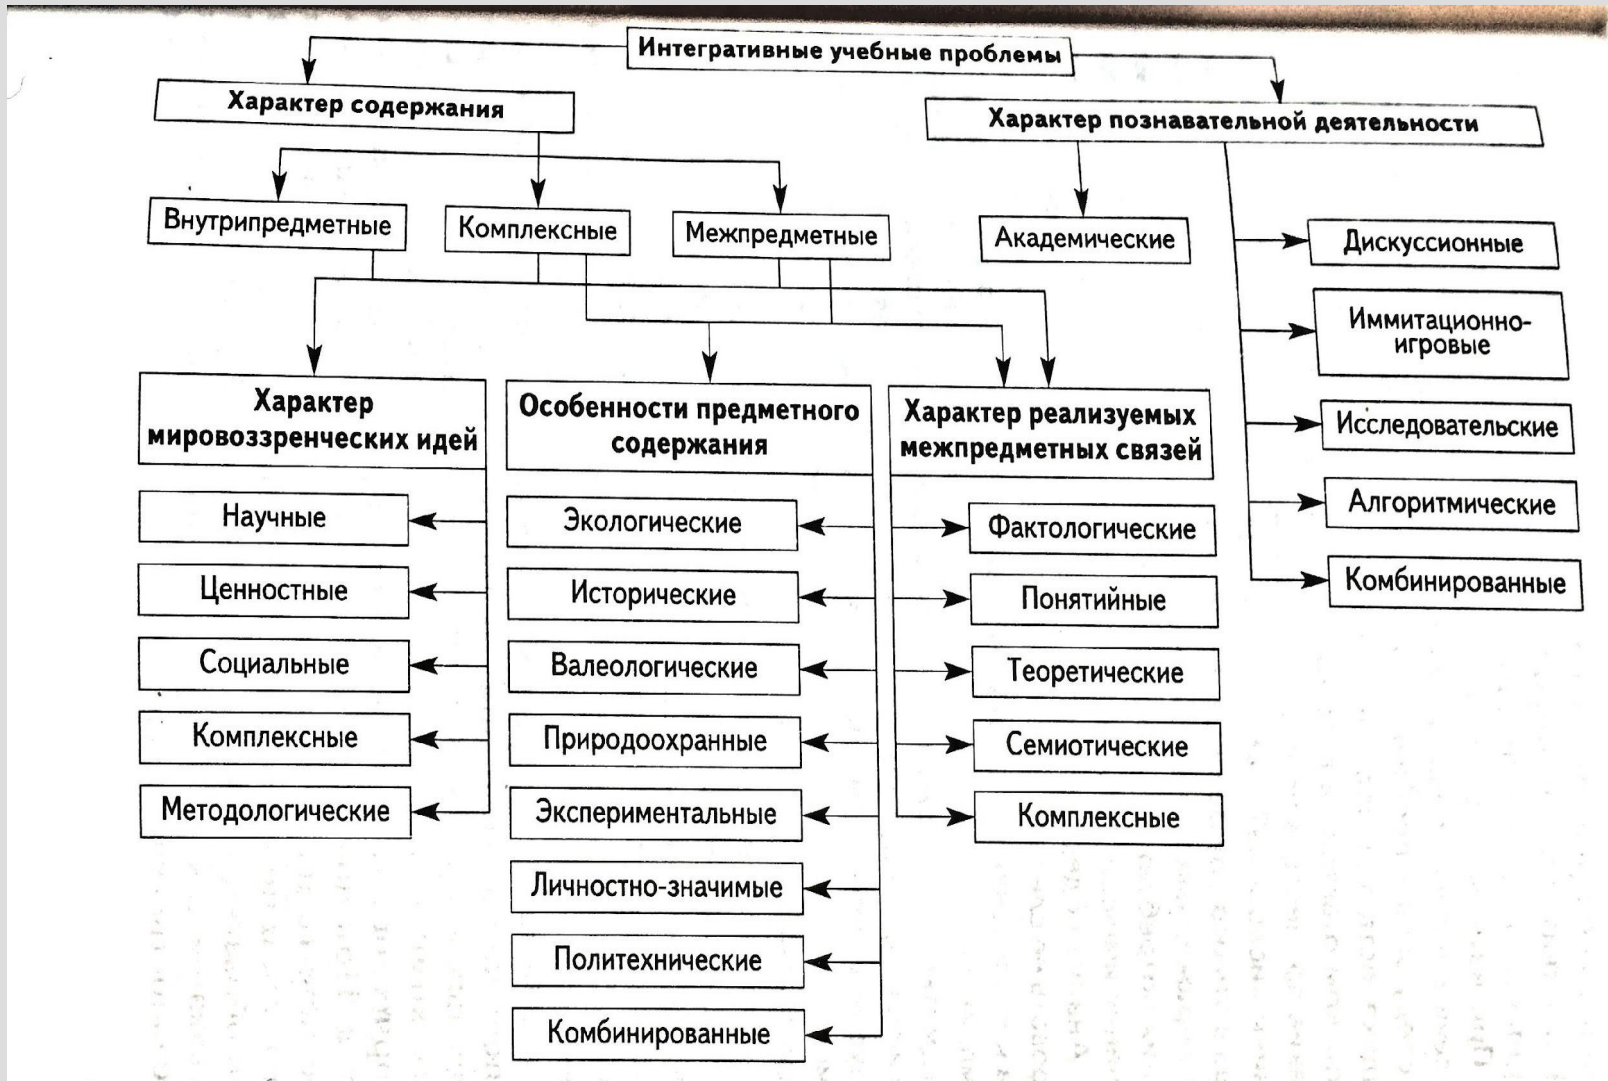 Интегративные учебные проблемы
Характер содержания
Характер познавательной деятельности
Внутрипредметные
Комплексные
Межпредметные
Академические
Дискуссионные
Иммитационно-
игровые
Исследовательские
Алгоритмические
Комбинированные
Характер
мировоззренческих идей
Научные
Ценностные
Социальные
Комплексные
Методологические
Особенности предметного
содержания
Экологические
Исторические
Валеологические
Природоохранные
Экспериментальные
Личностно-значимые
Политехнические
Комбинированные
Характер реализуемых
межпредметных связей
Фактологические
Понятийные
Теоретические
Семиотические
Комплексные